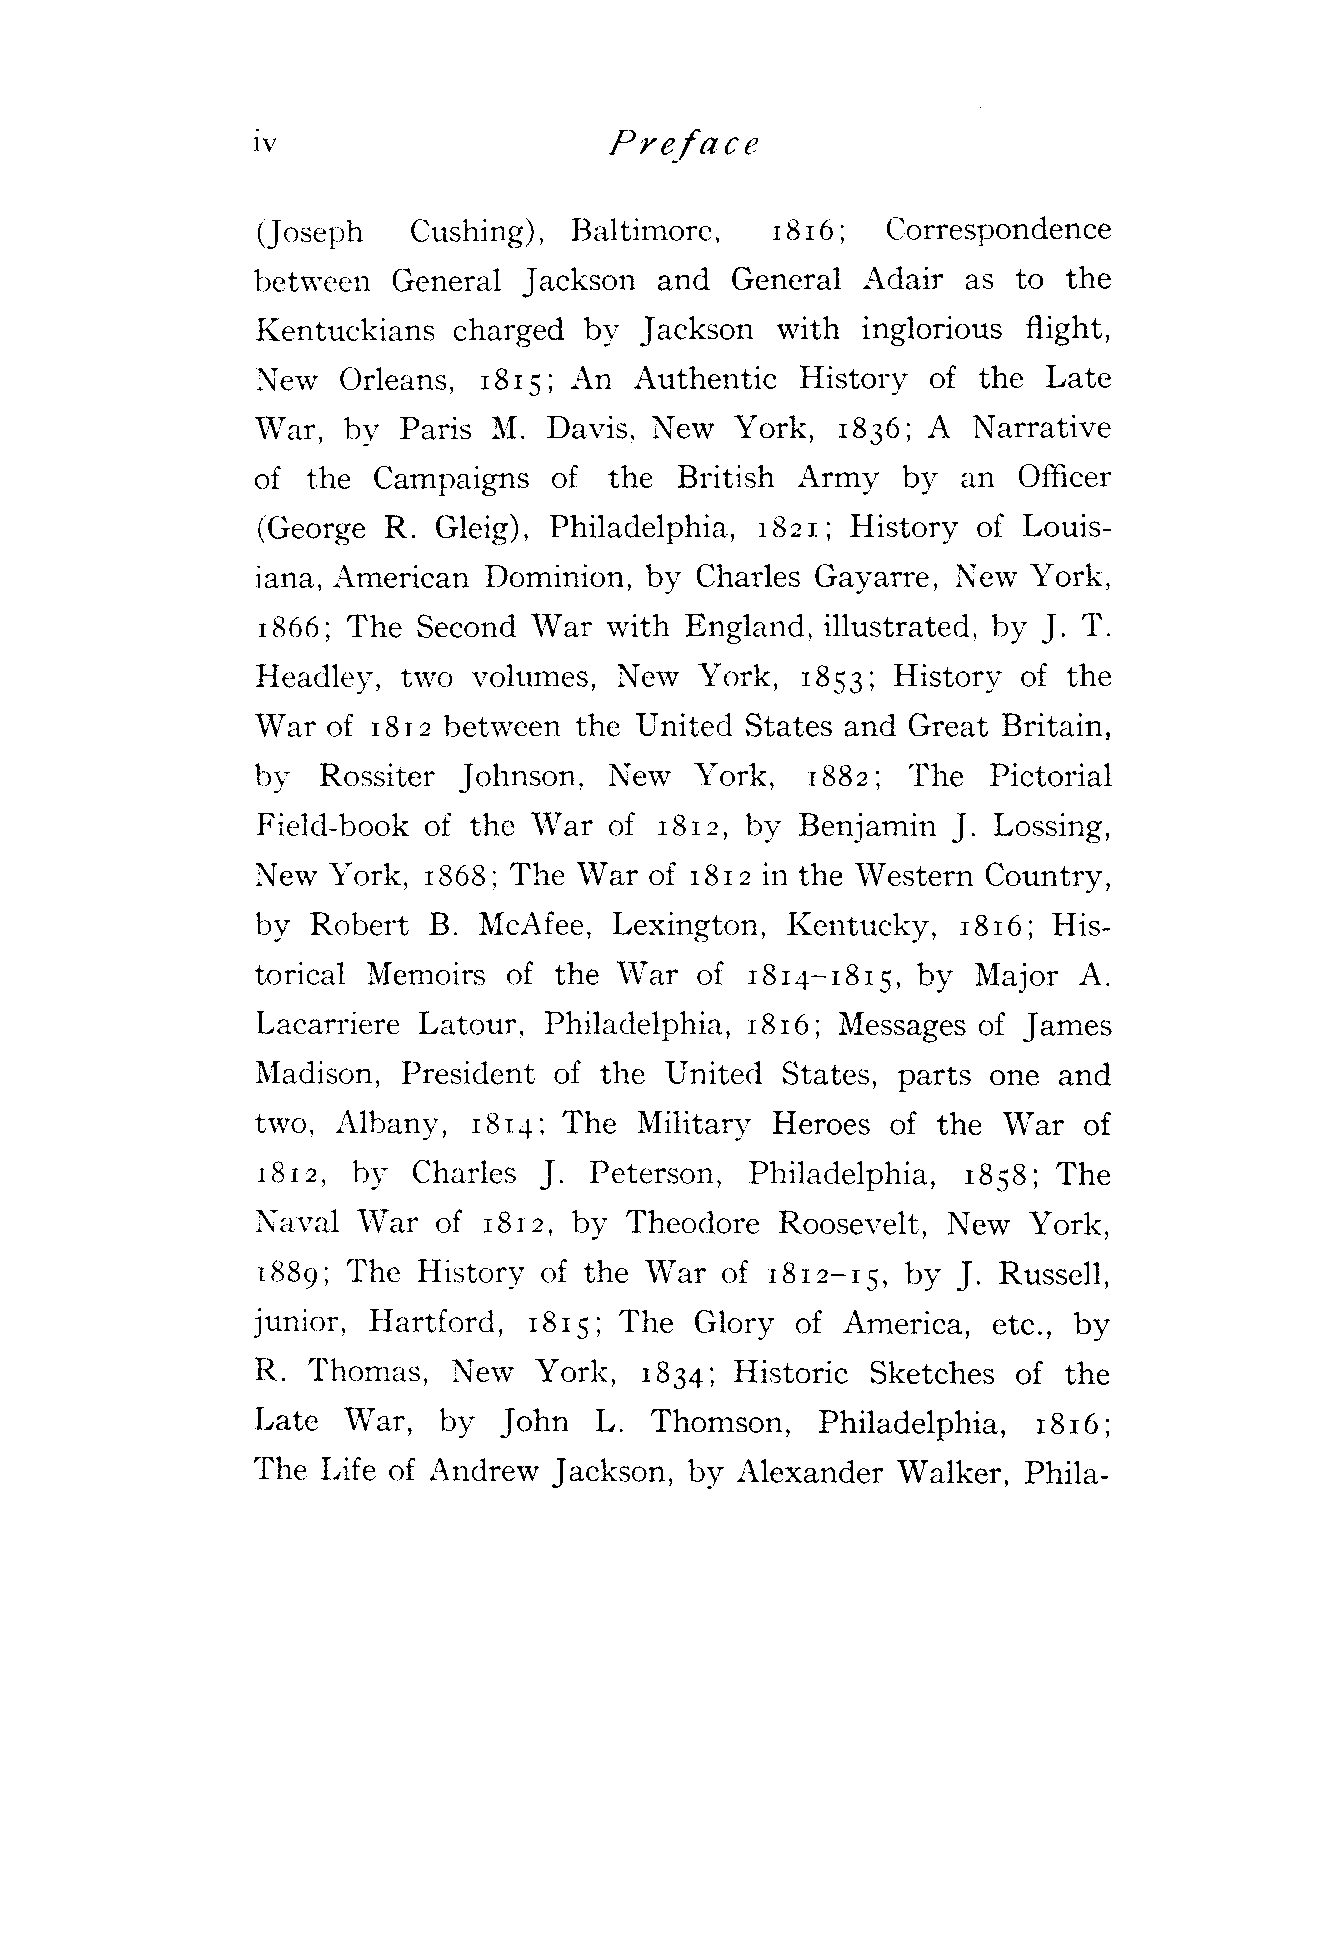 iv Preface
(Joseph Cushing), Baltimore, 1816; Correspondence
between General Jackson and General Adair as to the
Kentuckians charged by Jackson with inglorious flight,
New Orleans, 1815; An Authentic History of the Late
War, by Paris M. Davis, New York, 1836; A Narrative
of the Campaigns of the British Army by an Officer
(George R. Gleig), Philadelphia, 1821; History of Louis-
iana, American Dominion, by Charles Gayarre, New York,
1866; The Second War with England, illustrated, by J. T.
Headley, two volumes, New York, 1853; History of the
War of 1812 between the United States and Great Britain,
by Rossiter Johnson, New York, 1882; The Pictorial
Field-book of the War of 1812, by Benjamin J. Lossing,
New York, 1868; The War of 1812 in the Western Country,
by Robert B. McAfee, Lexington, Kentucky, 1816; His-
torical Memoirs of the War of 1814-1815, by Major A.
Lacarriere Latour, Philadelphia, 1816; Messages of James
Madison, President of the United States, parts one and
two, Albany, 1814; The Military Heroes of the War of
1812, by Charles J. Peterson, Philadelphia, 1858; The
Naval War of 1812, by Theodore Roosevelt, New York,
1889; The History of the War of 1812-15, by J. Russell,
junior, Hartford, 1815; The Glory of America, etc., by
R. Thomas, New York, 1834; Historic Sketches of the
Late War, by John L. Thomson, Philadelphia, 1816;
The Life of Andrew Jackson, by Alexander Walker, Phila-